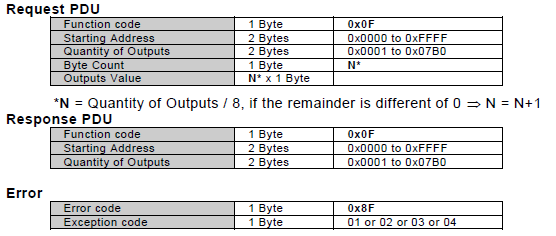 Request PDU
Function code 1 Byte 0x0F
Starting Address 2 Bytes 0x0000 to 0xFFFF
Quantity of Outputs 2 Bytes 0x0001 to 0x07B0
Byte Count 1 Byte N*
Outputs Value N* x 1 Byte
*N = Quantity of Outputs / 8, if the remainder is different of 0 ⇒ N = N+1
Response PDU
Function code 1 Byte 0x0F
Starting Address 2 Bytes 0x0000 to 0xFFFF
Quantity of Outputs 2 Bytes 0x0001 to 0x07B0
Error
Error code 1 Byte 0x8F
Exception code 1 Byte 01 or 02 or 03 or 04